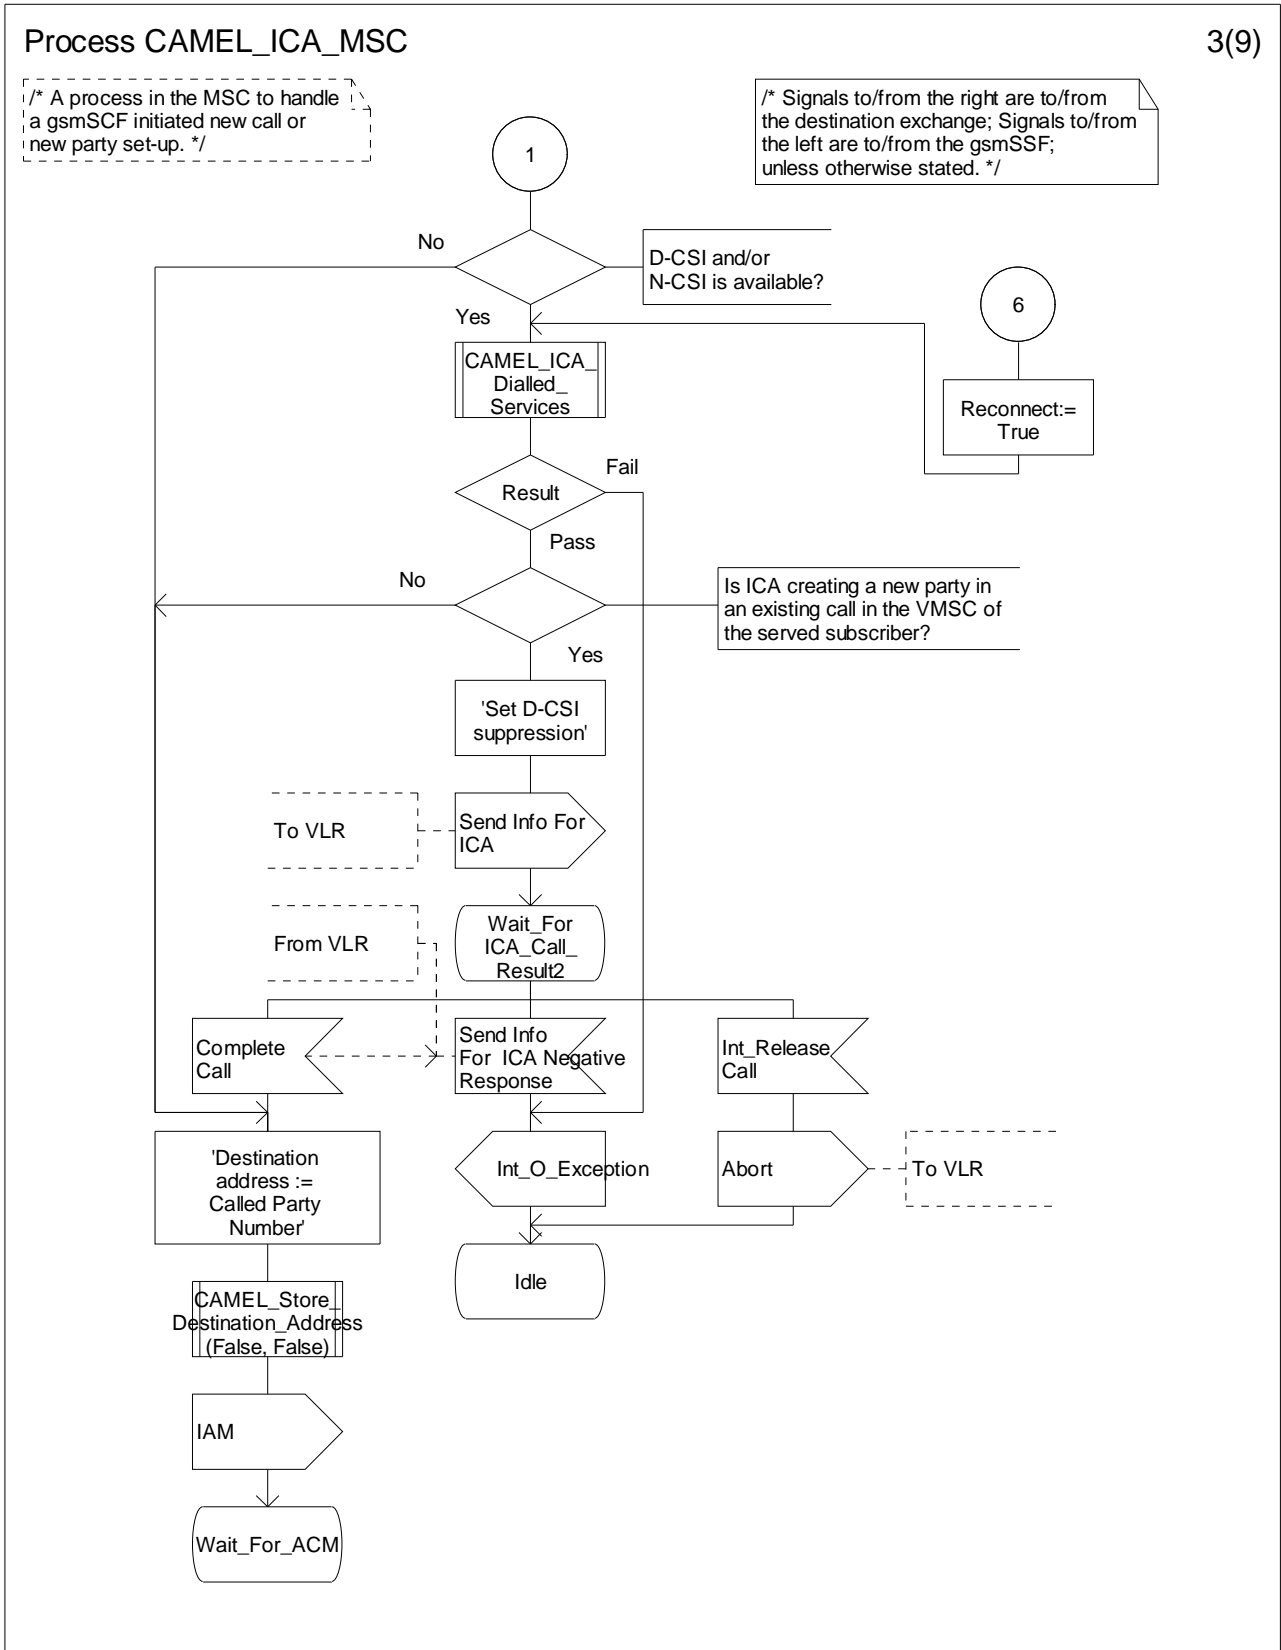 Process CAMEL_ICA_MSC
3(9)
/* A process in the MSC to handle
a gsmSCF initiated new call or
new party set-up. */
/* Signals to/from the right are to/from
the destination exchange; Signals to/from
the left are to/from the gsmSSF;
unless otherwise stated. */
1
No
D-CSI and/or
N-CSI is available?
6
Yes
CAMEL_ICA_
Dialled_
Services
Reconnect:=
True
Fail
Result
Pass
No
Is ICA creating a new party in
an existing call in the VMSC of
the served subscriber?
Yes
'Set D-CSI
suppression'
To VLR
Send Info For
ICA
From VLR
Wait_For
ICA_Call_
Result2
Complete
Call
Send Info
For ICA Negative
Response
Int_Release
Call
'Destination
address :=
Called Party
Number'
Int_O_Exception
Abort
To VLR
Idle
CAMEL_Store_
Destination_Address
(False, False)
IAM
Wait_For_ACM